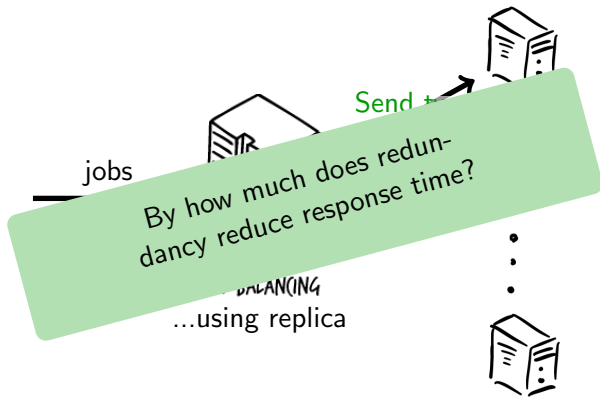 Send
jobs
By how much does redun-
dancy reduce response time?
BALANCING
...using replica